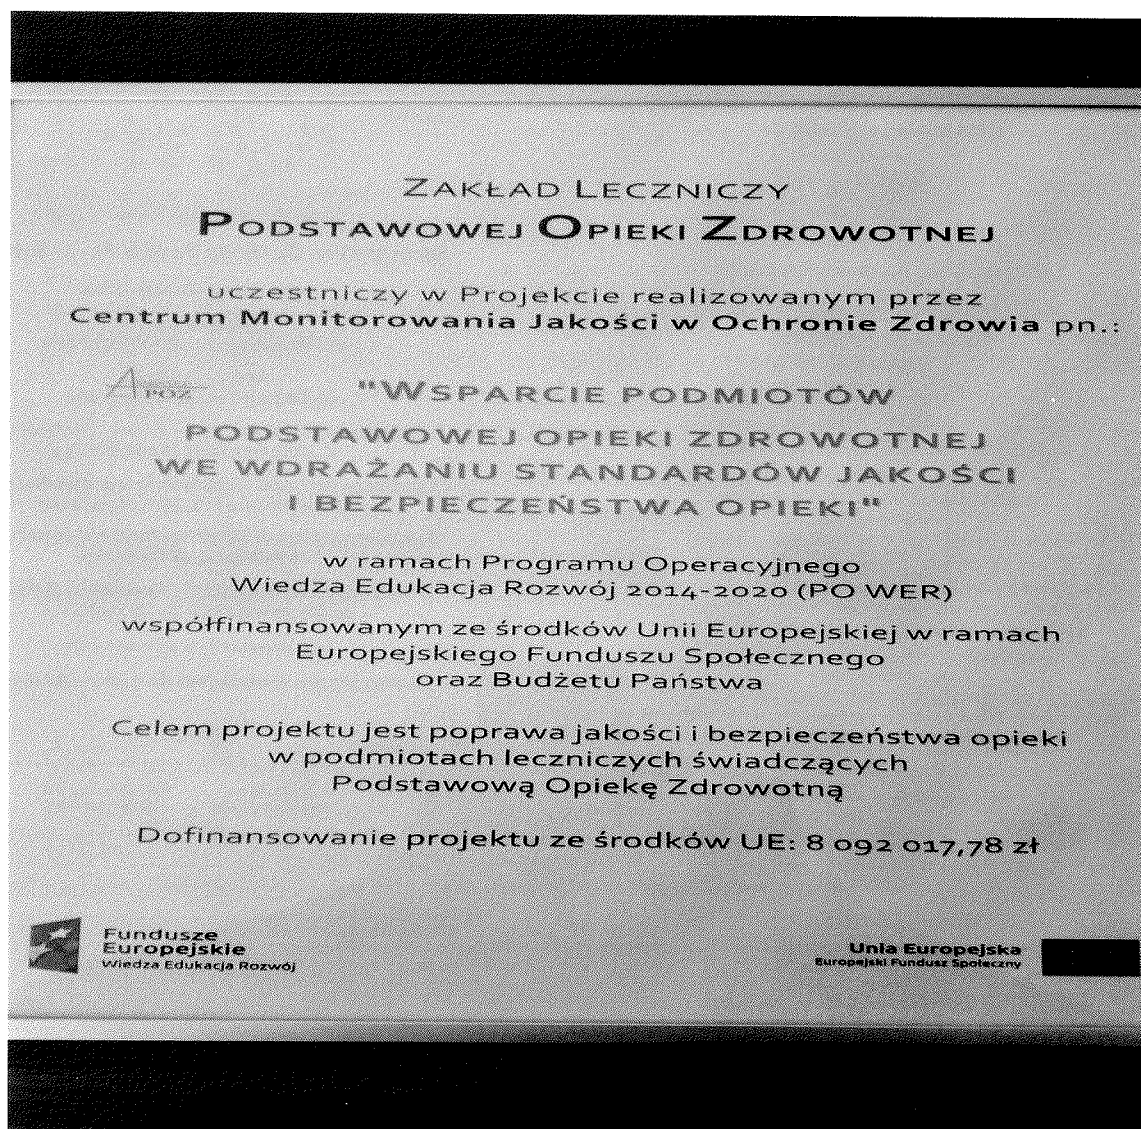 ZAKŁAD LECZNICZY
PODSTAWOWEJ OPIEKI ZDROWOTNEJ
uczestniczy w Projekcie realizowanym przez
Centrum Monitorowania Jakości w Ochronie Zdrowia pn.:
POZ
"WSPARCIE PODMIOTÓW
PODSTAWOWEJ OPIEKI ZDROWOTNEJ
WE WDRAŻANIU STANDARDÓW JAKOŚCI
I BEZPIECZEŃSTWA OPIEKI"
w ramach Programu Operacyjnego
Wiedza Edukacja Rozwój 2014-2020 (PO WER)
współfinansowanym ze środków Unii Europejskiej w ramach
Europejskiego Funduszu Społecznego
oraz Budżetu Państwa
Celem projektu jest poprawa jakości i bezpieczeństwa opieki
w podmiotach leczniczych świadczących
Podstawową Opiekę Zdrowotną
Dofinansowanie projektu ze środków UE: 8 092 017,78 zł
Fundusze
Europejskie
Wiedza Edukacja Rozwój
Unia Europejska
Europejski Fundusz Społeczny